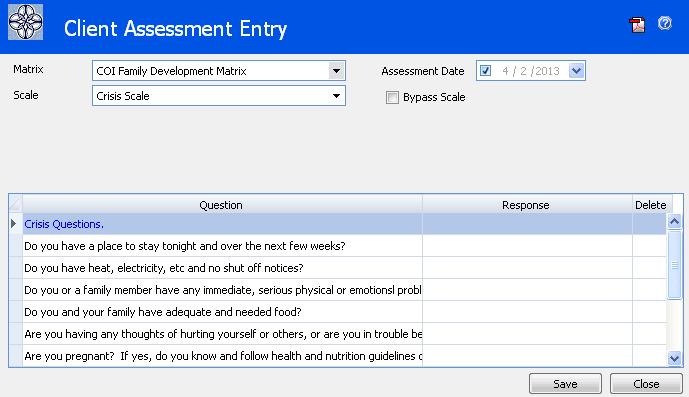 Client Assessment Entry
Matrix COI Family Development Matrix Assessment Date 4 / 2 /2013
Scale Crisis Scale Bypass Scale
Question Response Delete
Crisis Questions.
Do you have a place to stay tonight and over the next few weeks?
Do you have heat, electricity, etc and no shut off notices?
Do you or a family member have any immediate, serious physical or emotionsl probl
Do you and your family have adequate and needed food?
Are you having any thoughts of hurting yourself or others, or are you in trouble be
Are you pregnant? If yes, do you know and follow health and nutrition guidelines o
Save Close